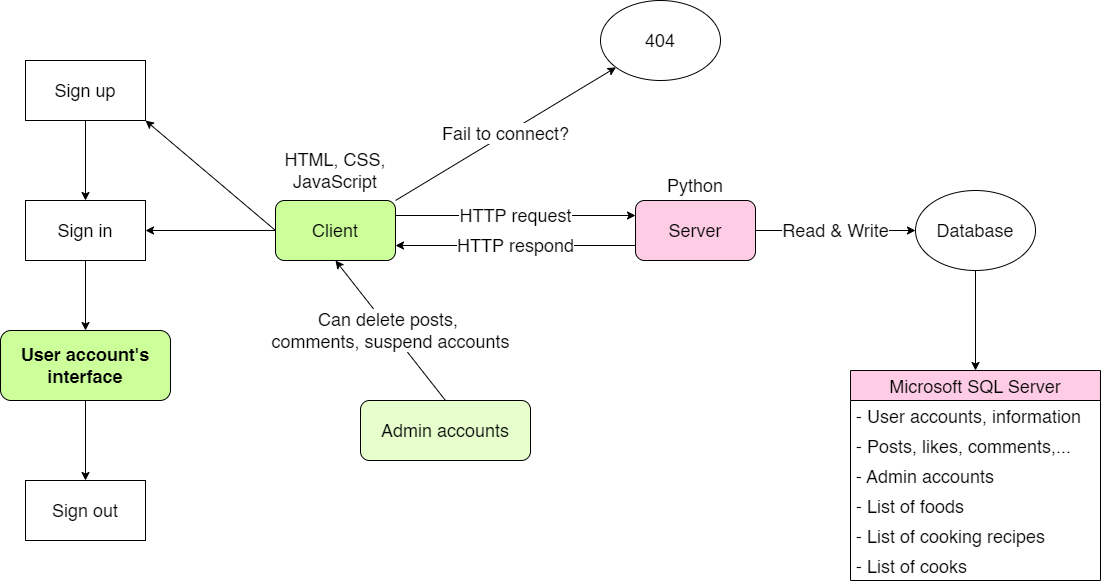 404
Sign up
Fail to connect?
HTML, CSS,
JavaScript
Python
Sign in
Client
HTTP request
HTTP respond
Server
Read & Write
Database
Can delete posts,
comments, suspend accounts
User account's
interface
Admin accounts
Sign out
Microsoft SQL Server
- User accounts, information
- Posts, likes, comments,...
- Admin accounts
- List of foods
- List of cooking recipes
- List of cooks